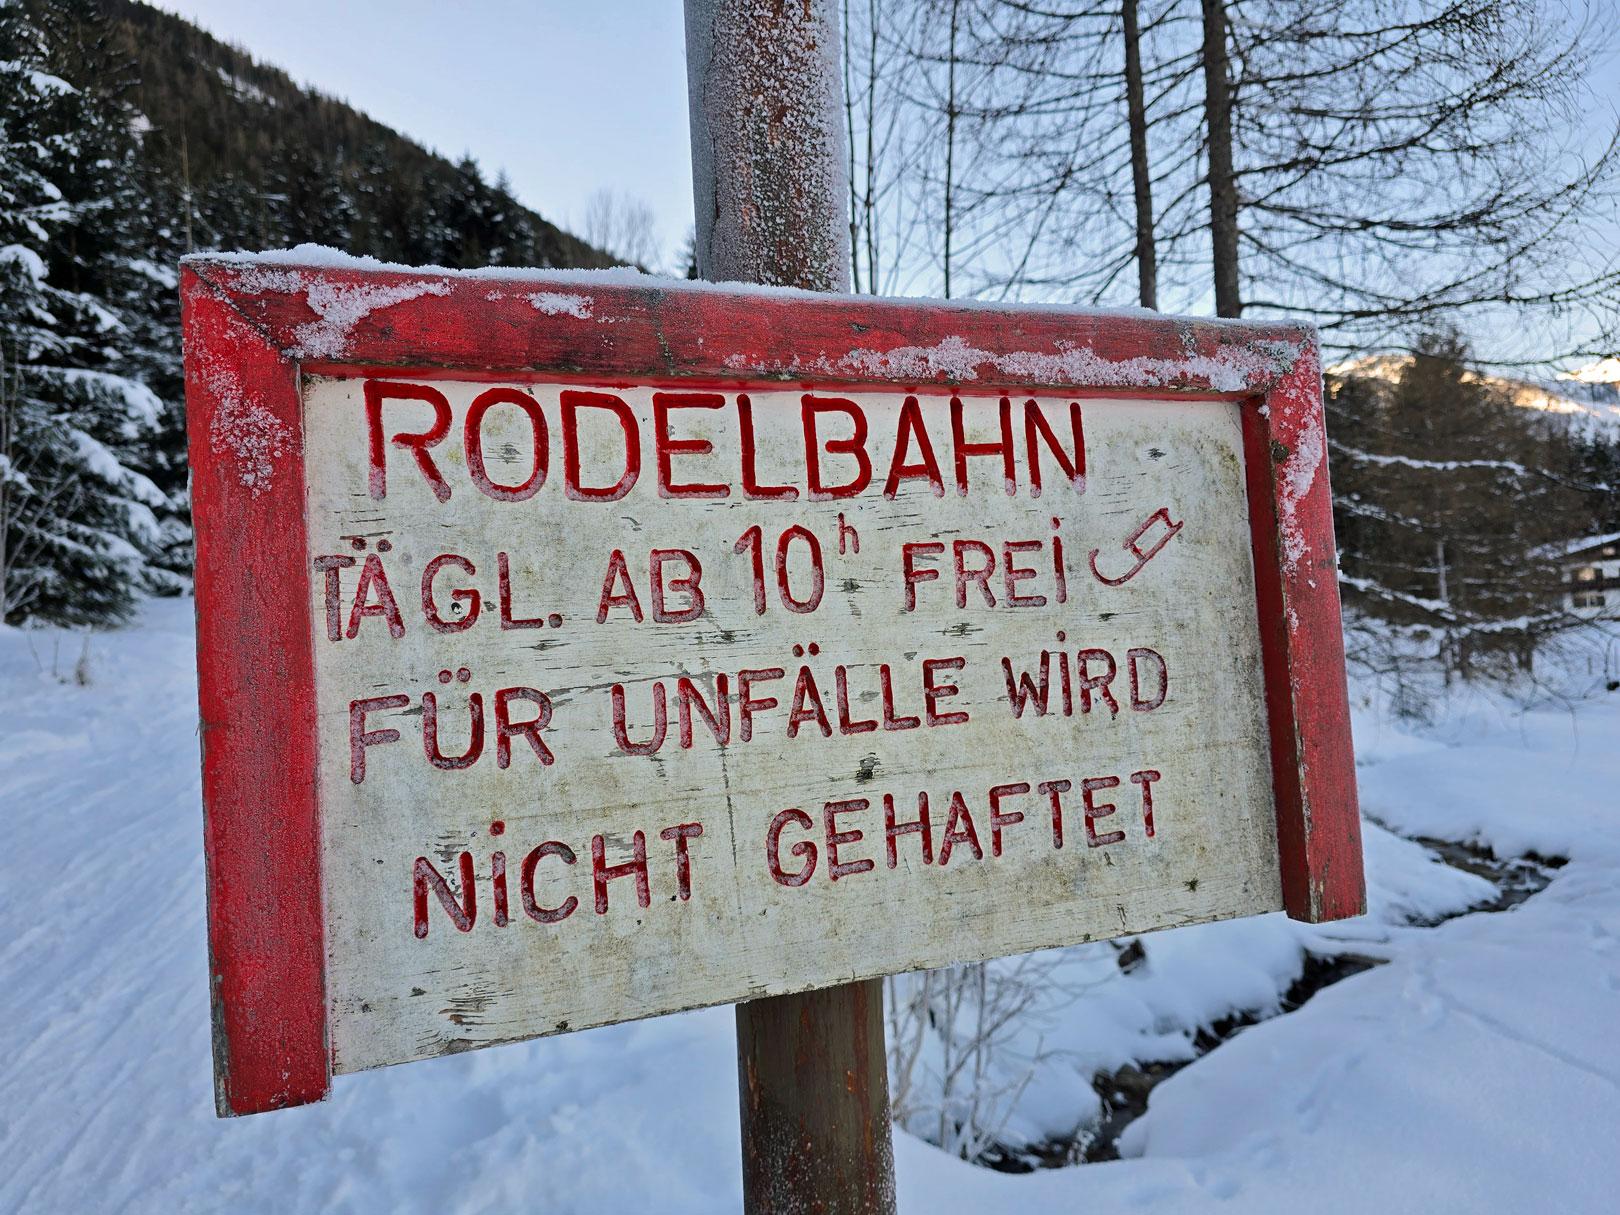 RODELBAHN
TÄGL. AB 10h FREI
FÜR UNFÄLLE WIRD
NICHT GEHAFTET